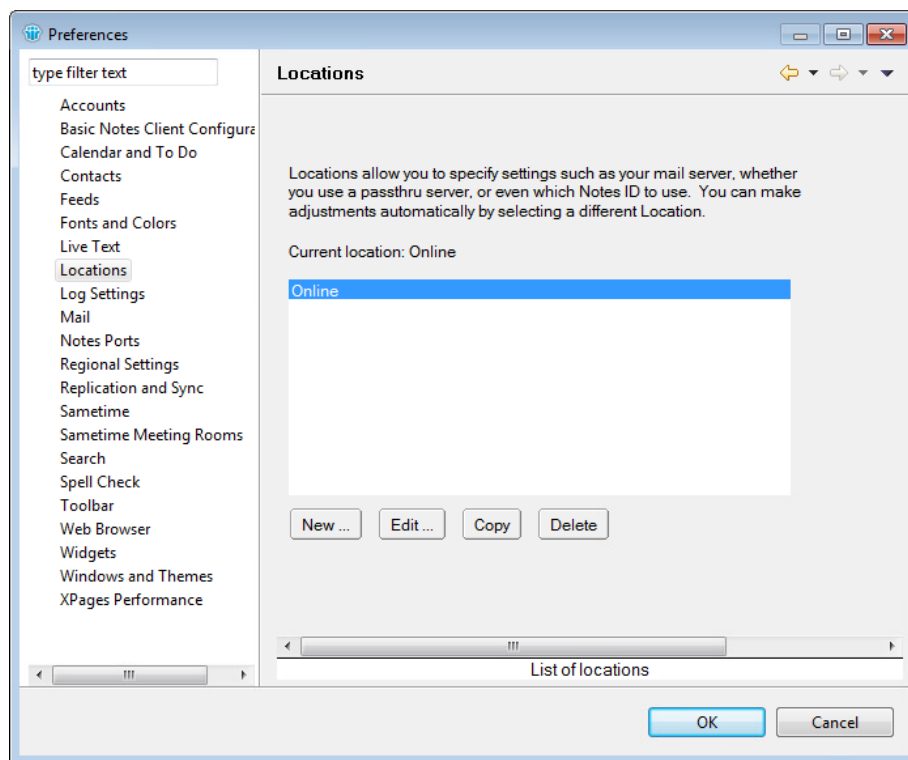 Preferences
type filter text
Accounts
Basic Notes Client Configura
Calendar and To Do
Contacts
Feeds
Fonts and Colors
Live Text
Locations
Log Settings
Mail
Notes Ports
Regional Settings
Replication and Sync
Sametime
Sametime Meeting Rooms
Search
Spell Check
Toolbar
Web Browser
Widgets
Windows and Themes
XPages Performance
Locations
Locations allow you to specify settings such as your mail server, whether
you use a passthru server, or even which Notes ID to use.  You can make
adjustments automatically by selecting a different Location.
Current location: Online
Online
New ... Edit ... Copy Delete
List of locations
OK Cancel